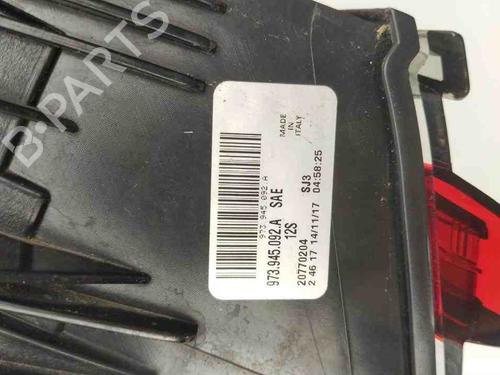 B-PARTS
973.945.092.A
973.945.092.A SAE
12S
20770204
2 46 17 14/11/17 04:58:25
SJ3
MADE
IN
ITALY